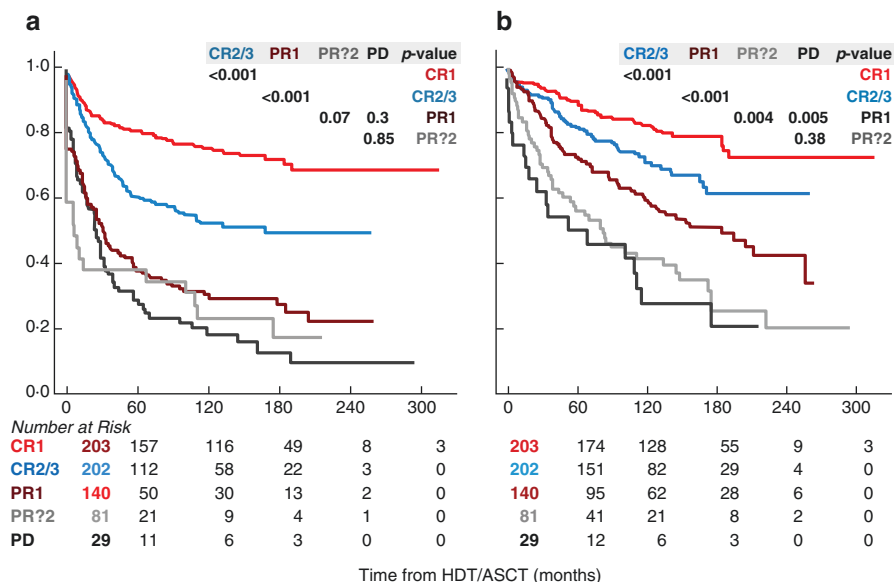 a
CR2/3 PR1 PR?2 PD p-value
<0.001 CR1
<0.001 CR2/3
0.07 0.3 PR1
0.85 PR?2
1·0
0.8
0.6
0·4
0.2
0·0
0 60 120 180 240 300
b
CR2/3 PR1 PR?2 PD p-value
<0.001 CR1
<0.001 CR2/3
0.004 0.005 PR1
0.38 PR?2
0 60 120 180 240 300
Number at Risk
CR1 203 157 116 49 8 3 203 174 128 55 9 3
CR2/3 202 112 58 22 3 0 202 151 82 29 4 0
PR1 140 50 30 13 2 0 140 95 62 28 6 0
PR?2 81 21 9 4 1 0 81 41 21 8 2 0
PD 29 11 6 3 0 0 29 12 6 3 0 0
Time from HDT/ASCT (months)